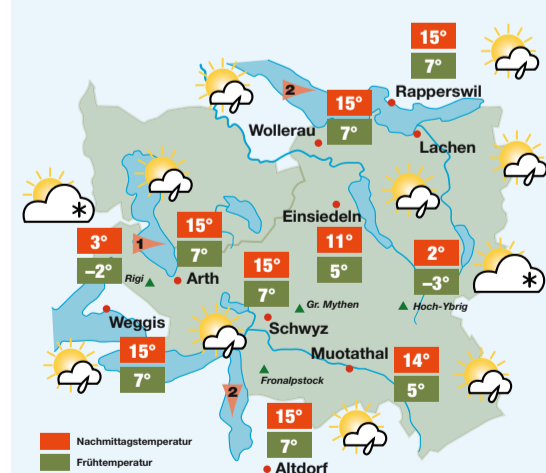 15°
7°
Rapperswil
2
15°
7°
Wollerau
Lachen
Einsiedeln
11°
5°
3°
–2°
Rigi
1
15°
7°
Arth
15°
7°
Gr. Mythen
Schwyz
2°
–3°
Hoch-Ybrig
Weggis
15°
7°
Muotathal
14°
5°
Fronalpstock
2
15°
7°
Altdorf
Nachmittagstemperatur
Frühtemperatur